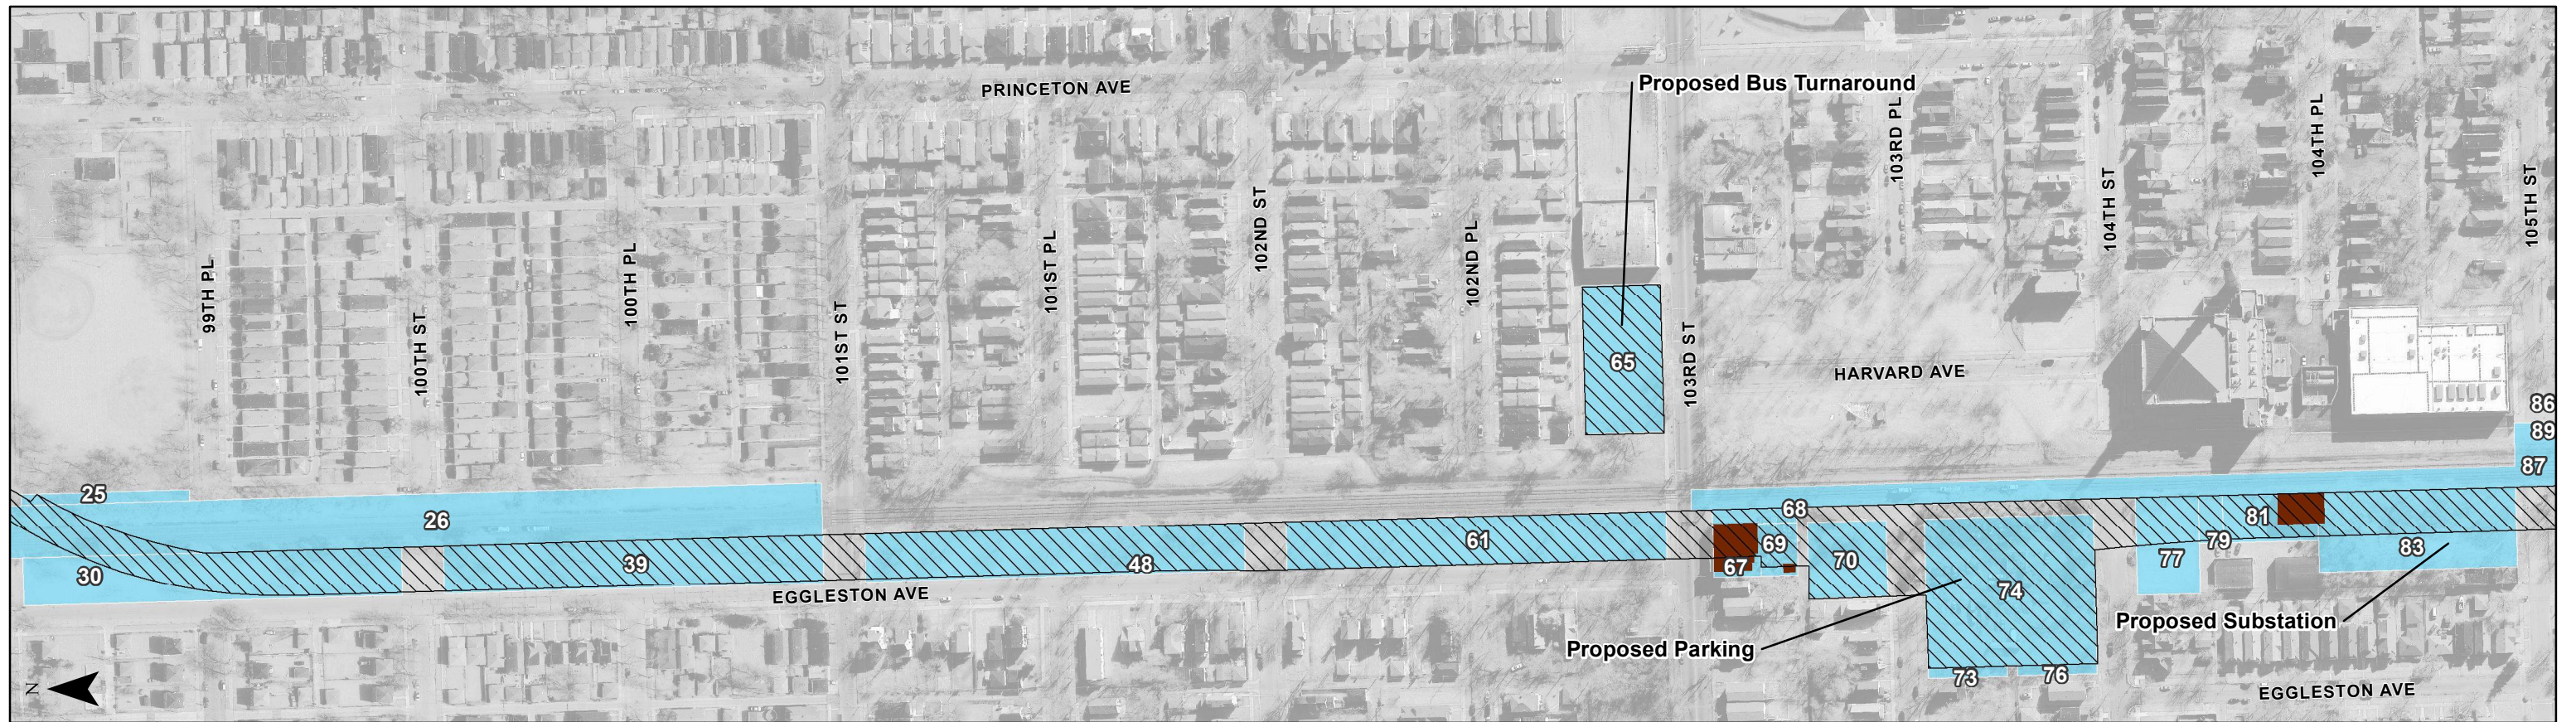 PRINCETON AVE
Proposed Bus Turnaround
99TH PL
100TH ST
100TH PL
101ST ST
101ST PL
102ND ST
102ND PL
103RD ST
103RD PL
104TH ST
104TH PL
105TH ST
65
HARVARD AVE
86
89
87
25
26
30
39
48
61
68
67
69
70
74
73
76
77
79
81
83
EGGLESTON AVE
Proposed Parking
Proposed Substation
EGGLESTON AVE
N